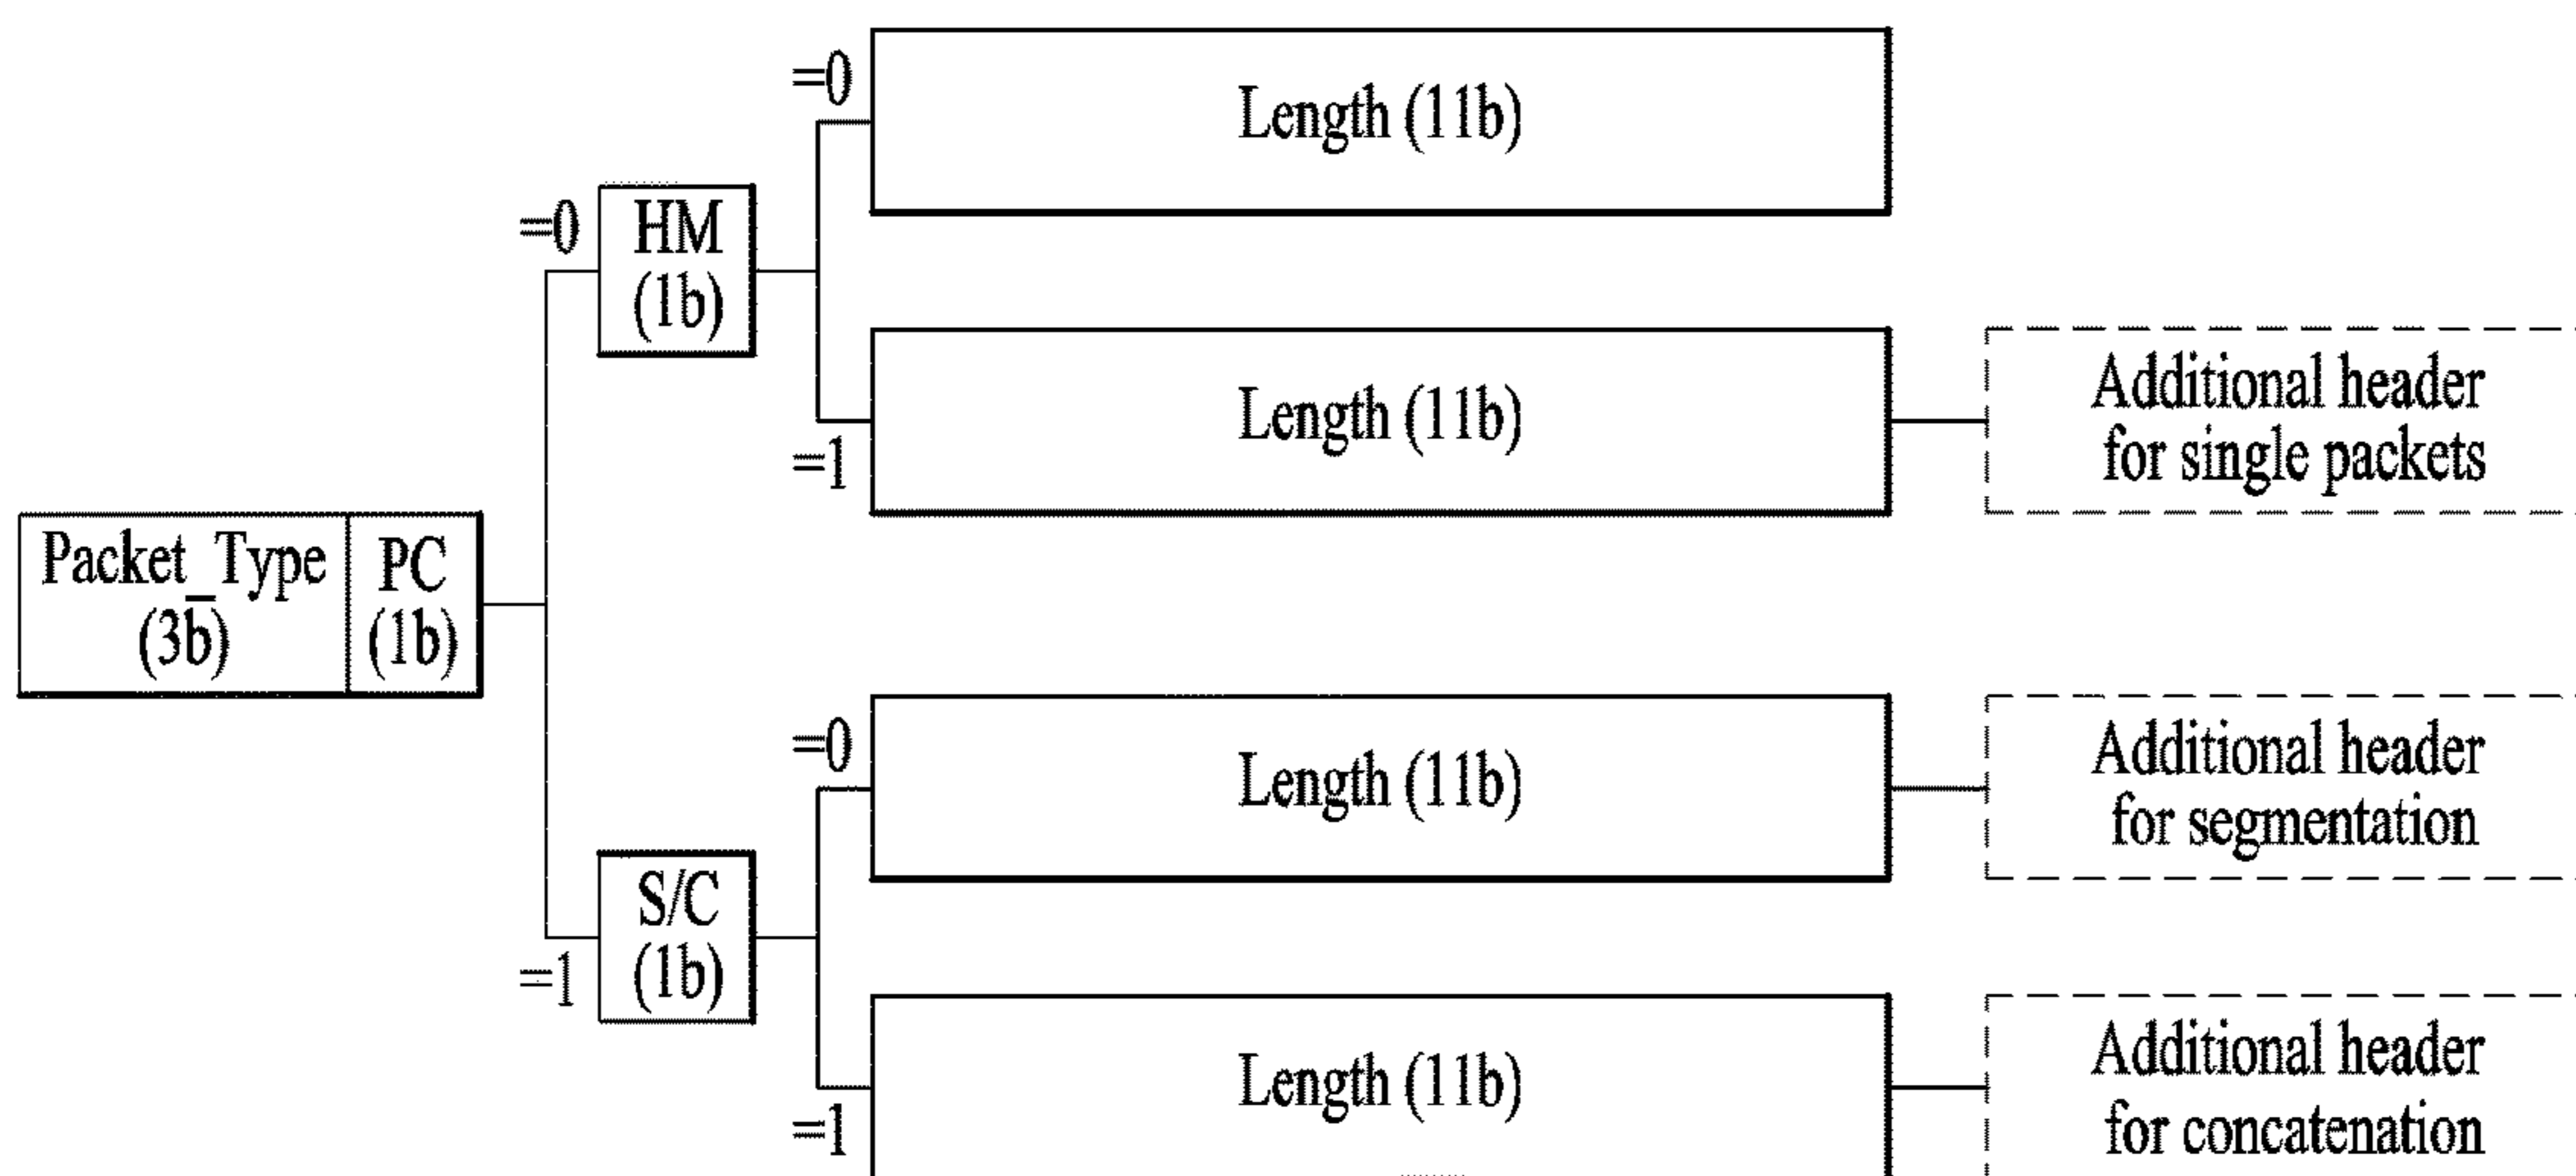 =0
Length (11b)
=0
HM
(1b)
Length (11b)
=1
Additional header
for single packets
Packet_Type
(3b)
PC
(1b)
=0
Length (11b)
Additional header
for segmentation
=1
S/C
(1b)
Length (11b)
=1
Additional header
for concatenation